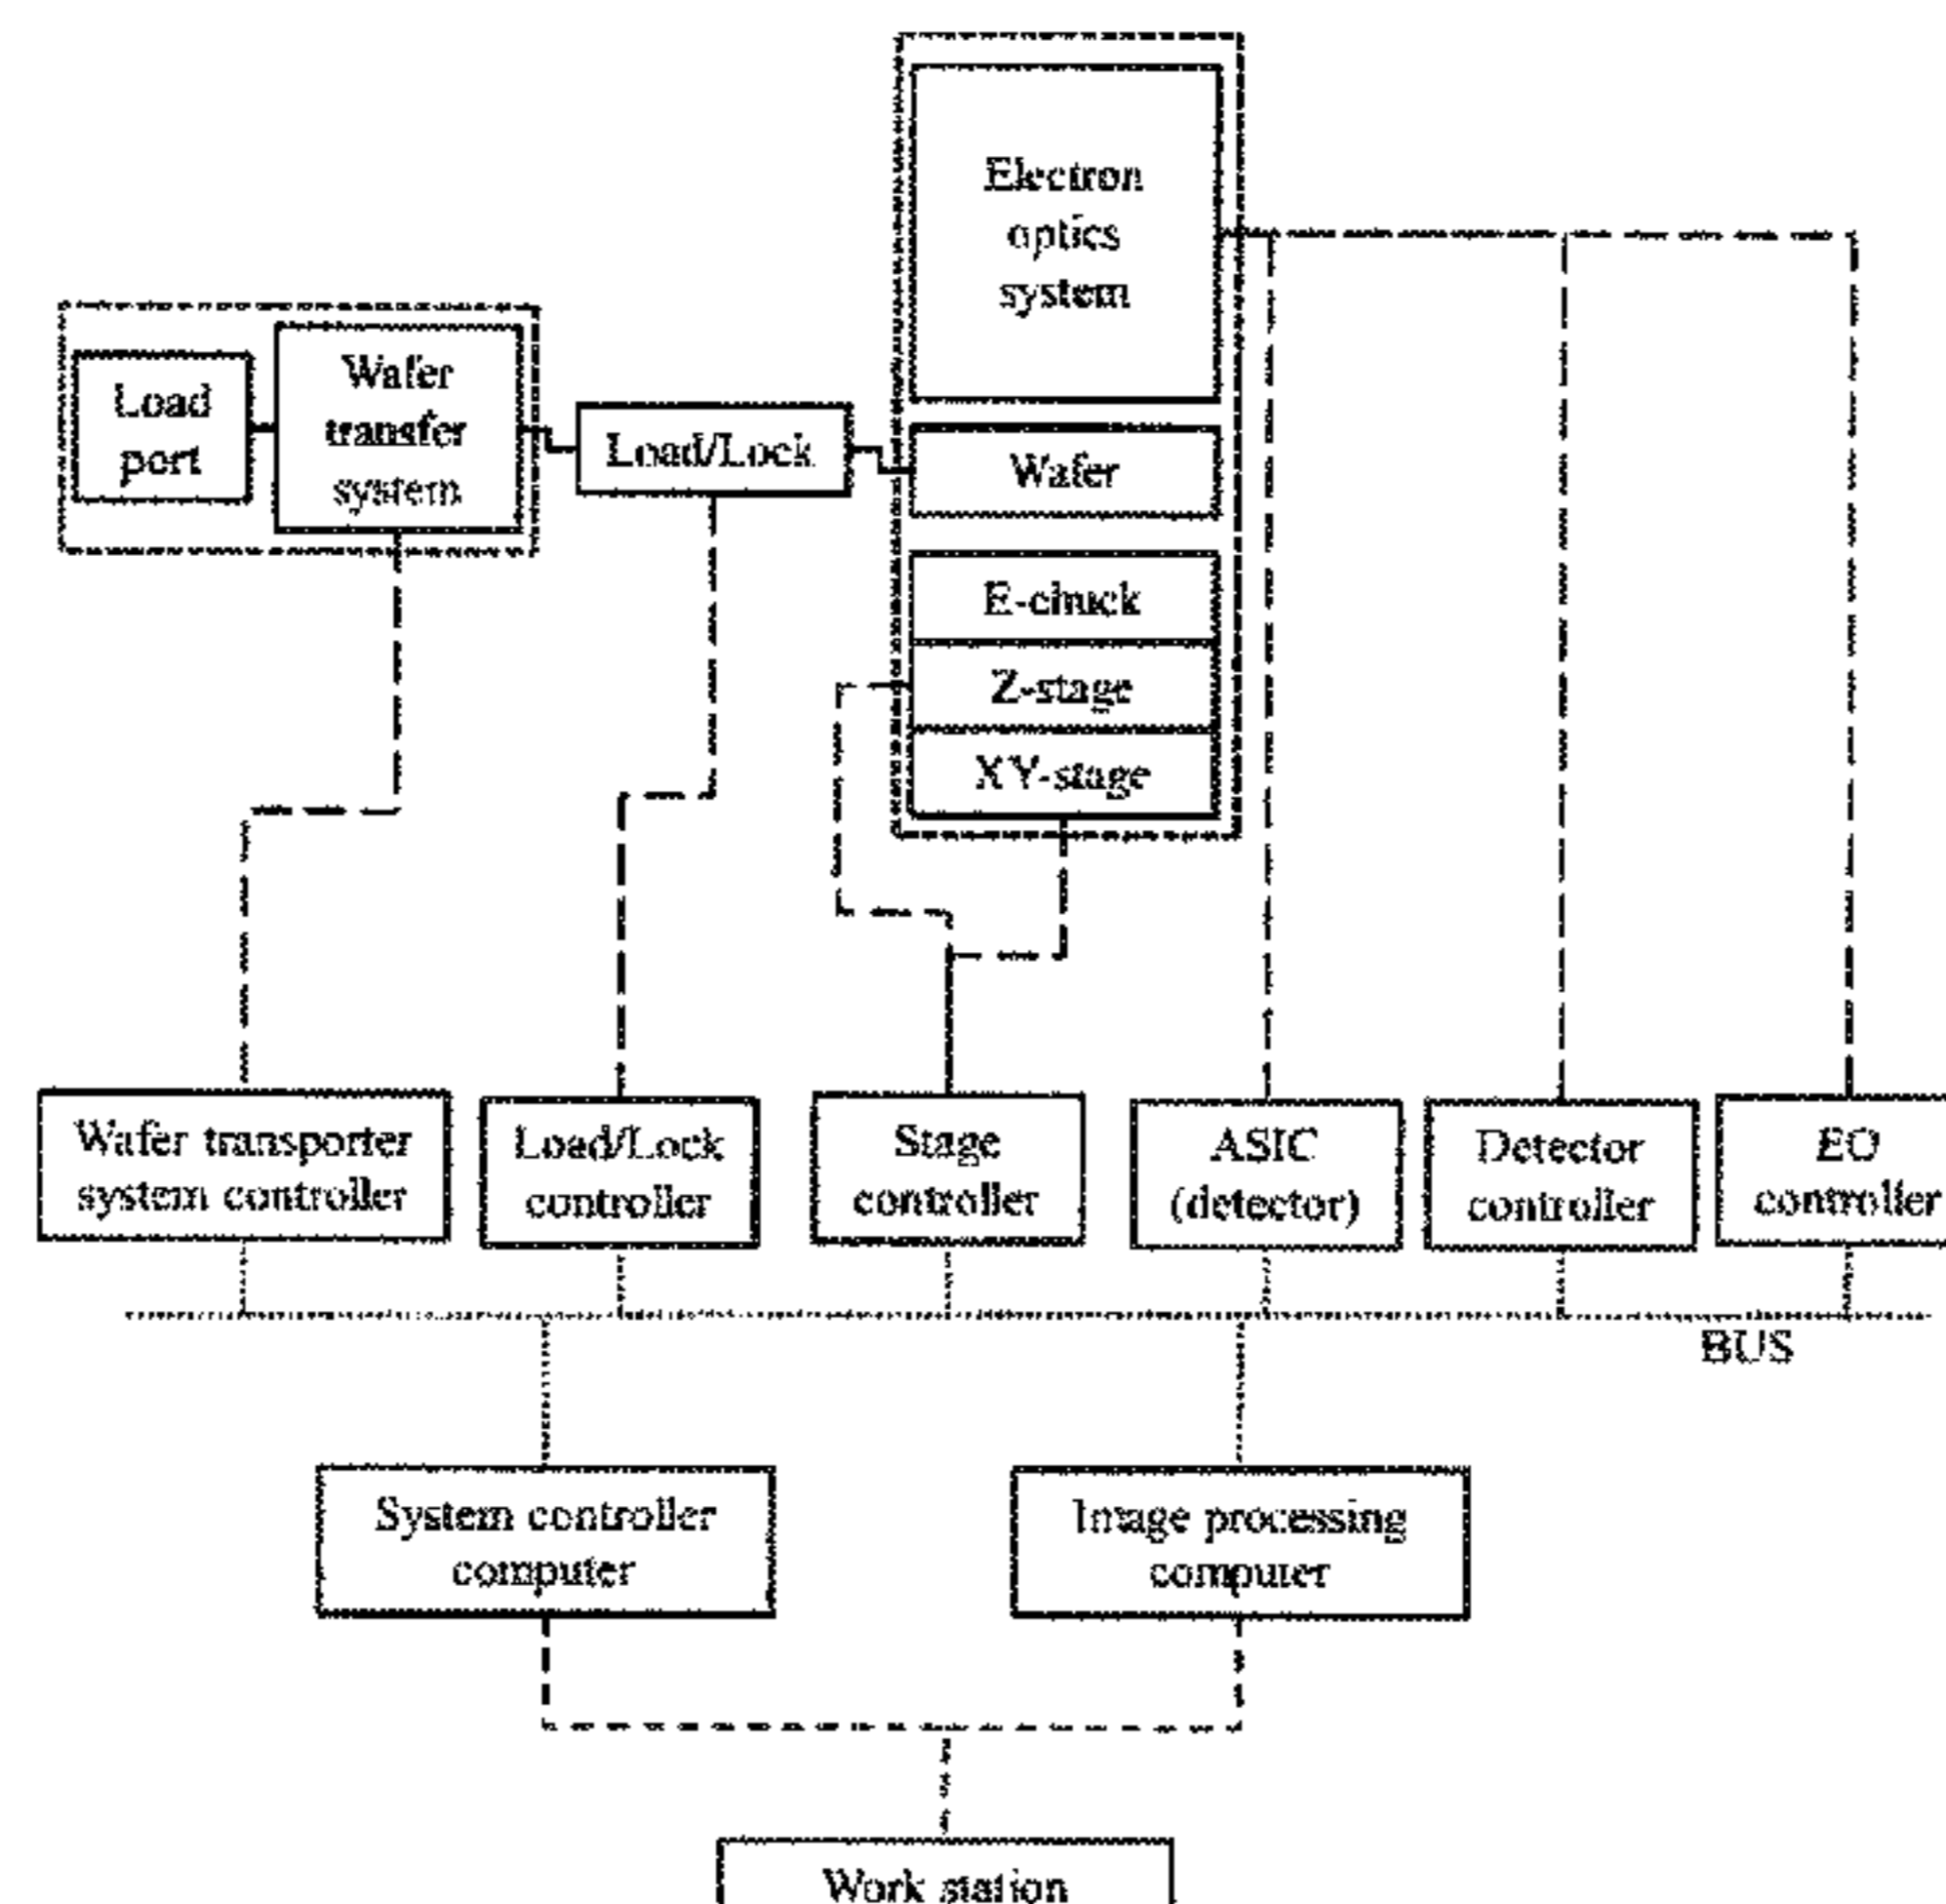 Electron
optics
system
Load
port
Wafer
transfer
system
Load/Lock
Wafer
E-chuck
Z-stage
XY-stage
Wafer transporter
system controller
Load/Lock
controller
Stage
controller
ASIC
(detector)
Detector
controller
EO
controller
BUS
System controller
computer
Image processing
computer
Work station